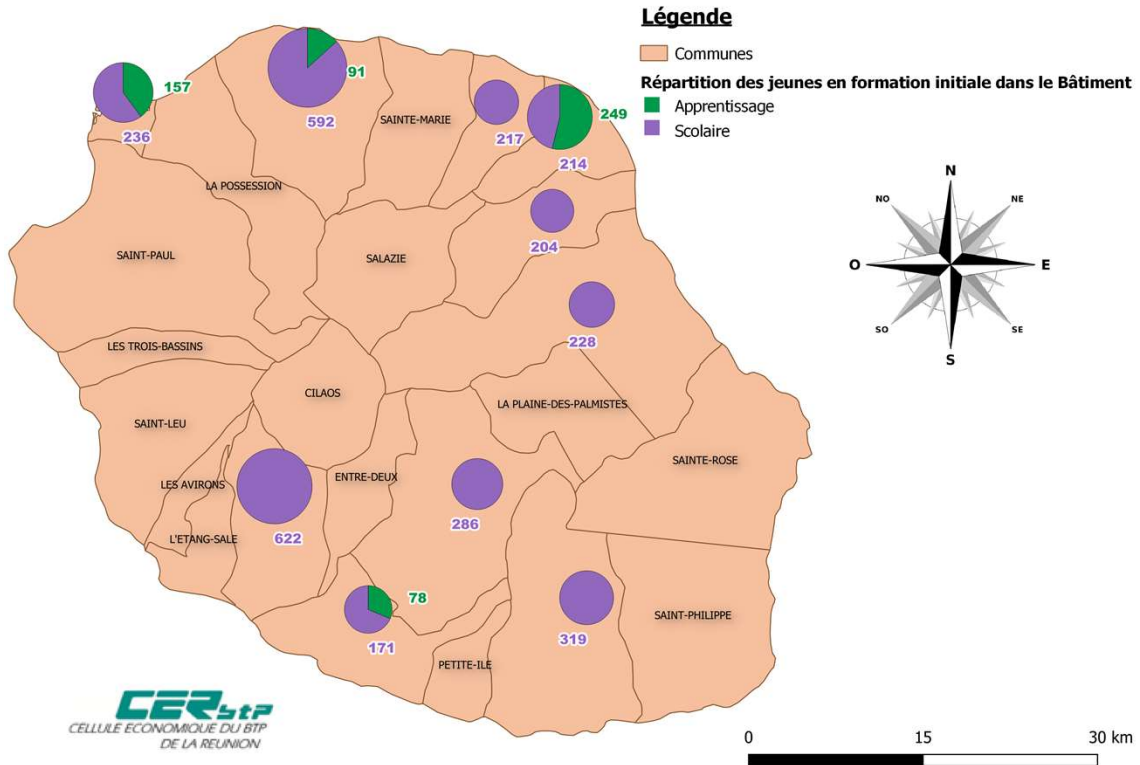 Légende
Communes
Répartition des jeunes en formation initiale dans le Bâtiment
Apprentissage
Scolaire
157
236
91
592
SAINTE-MARIE
217
249
214
LA POSSESSION
204
SAINT-PAUL
SALAZIE
228
LES TROIS-BASSINS
CILAOS
LA PLAINE-DES-PALMISTES
SAINT-LEU
SAINTE-ROSE
LES AVIRONS
ENTRE-DEUX
286
L'ETANG-SALE
622
78
171
319
SAINT-PHILIPPE
PETITE-ILE
N
NO
NE
O
E
SO
SE
S
CERbtp
CELLULE ECONOMIQUE DU BTP
DE LA REUNION
0 15 30 km